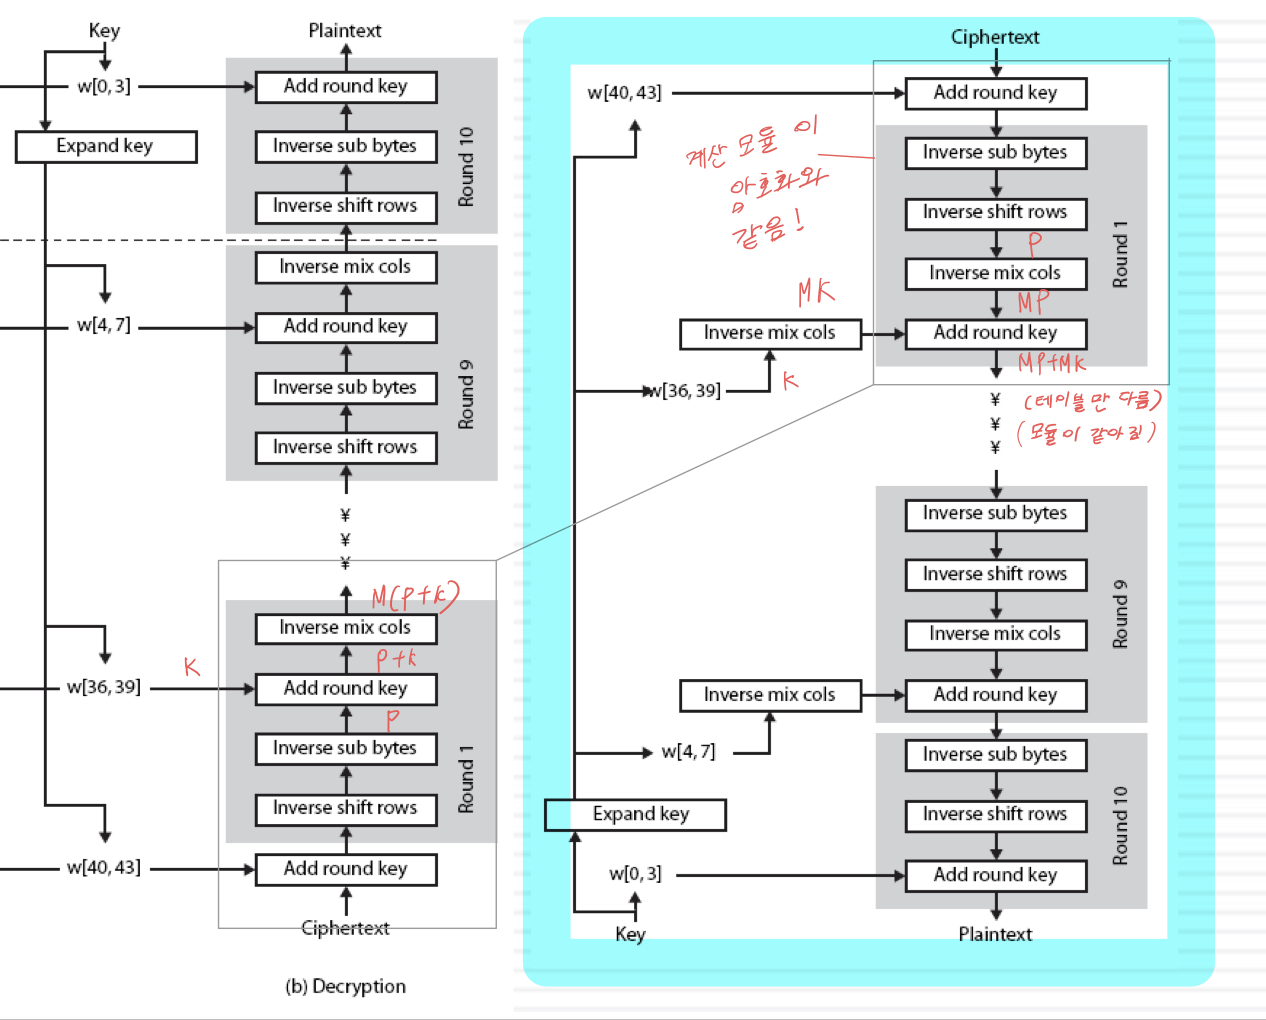 Key
Plaintext
w[0, 3]
Add round key
Expand key
Inverse sub bytes
Inverse shift rows
Round 10
Inverse mix cols
w[4, 7]
Add round key
Inverse sub bytes
Inverse shift rows
Round 9
¥
¥
¥
M(P+K)
Inverse mix cols
P+K
K
w[36, 39]
Add round key
P
Inverse sub bytes
Inverse shift rows
Round 1
w[40, 43]
Add round key
Ciphertext
(b) Decryption
Ciphertext
w[40, 43]
Add round key
계산 모듈이
암호화와
같음!
Inverse sub bytes
Inverse shift rows
P
Inverse mix cols
MP
MK
Inverse mix cols
Add round key
Round 1
MP+MK
K
w[36, 39]
¥
¥
¥
(테이블만 다름)
(모듈이 같아짐)
Inverse sub bytes
Inverse shift rows
Inverse mix cols
Inverse mix cols
Add round key
Round 9
w[4, 7]
Inverse sub bytes
Expand key
Inverse shift rows
w[0, 3]
Add round key
Round 10
Key
Plaintext